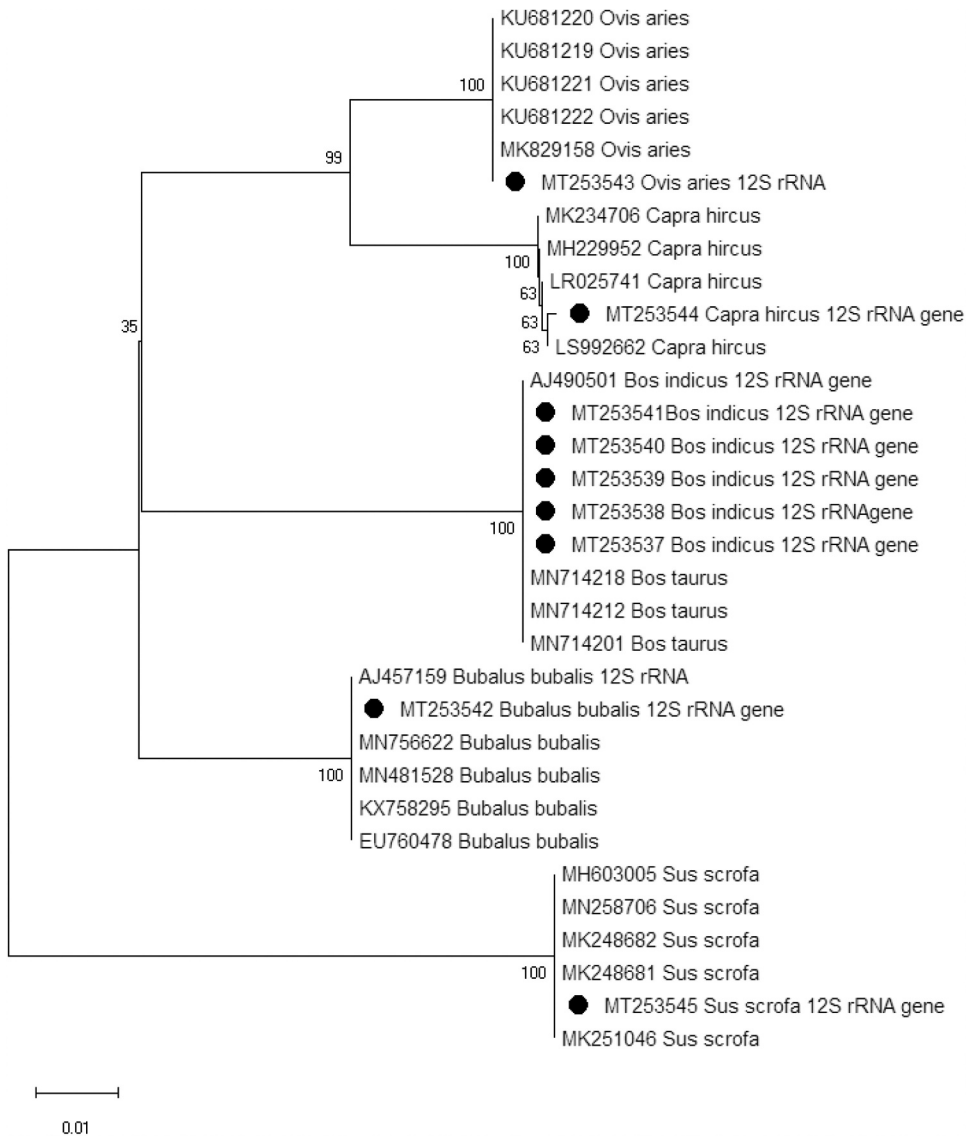 KU681220 Ovis aries
KU681219 Ovis aries
100
KU681221 Ovis aries
KU681222 Ovis aries
99
MK829158 Ovis aries
MT253543 Ovis aries 12S rRNA
MK234706 Capra hircus
MH229952 Capra hircus
100
LR025741 Capra hircus
63
MT253544 Capra hircus 12S rRNA gene
35
63
LS992662 Capra hircus
63
AJ490501 Bos indicus 12S rRNA gene
MT253541Bos indicus 12S rRNA gene
MT253540 Bos indicus 12S rRNA gene
MT253539 Bos indicus 12S rRNA gene
MT253538 Bos indicus 12S rRNAgene
100
MT253537 Bos indicus 12S rRNA gene
MN714218 Bos taurus
MN714212 Bos taurus
MN714201 Bos taurus
AJ457159 Bubalus bubalis 12S rRNA
MT253542 Bubalus bubalis 12S rRNA gene
MN756622 Bubalus bubalis
100
MN481528 Bubalus bubalis
KX758295 Bubalus bubalis
EU760478 Bubalus bubalis
MH603005 Sus scrofa
MN258706 Sus scrofa
MK248682 Sus scrofa
100
MK248681 Sus scrofa
MT253545 Sus scrofa 12S rRNA gene
MK251046 Sus scrofa
0.01